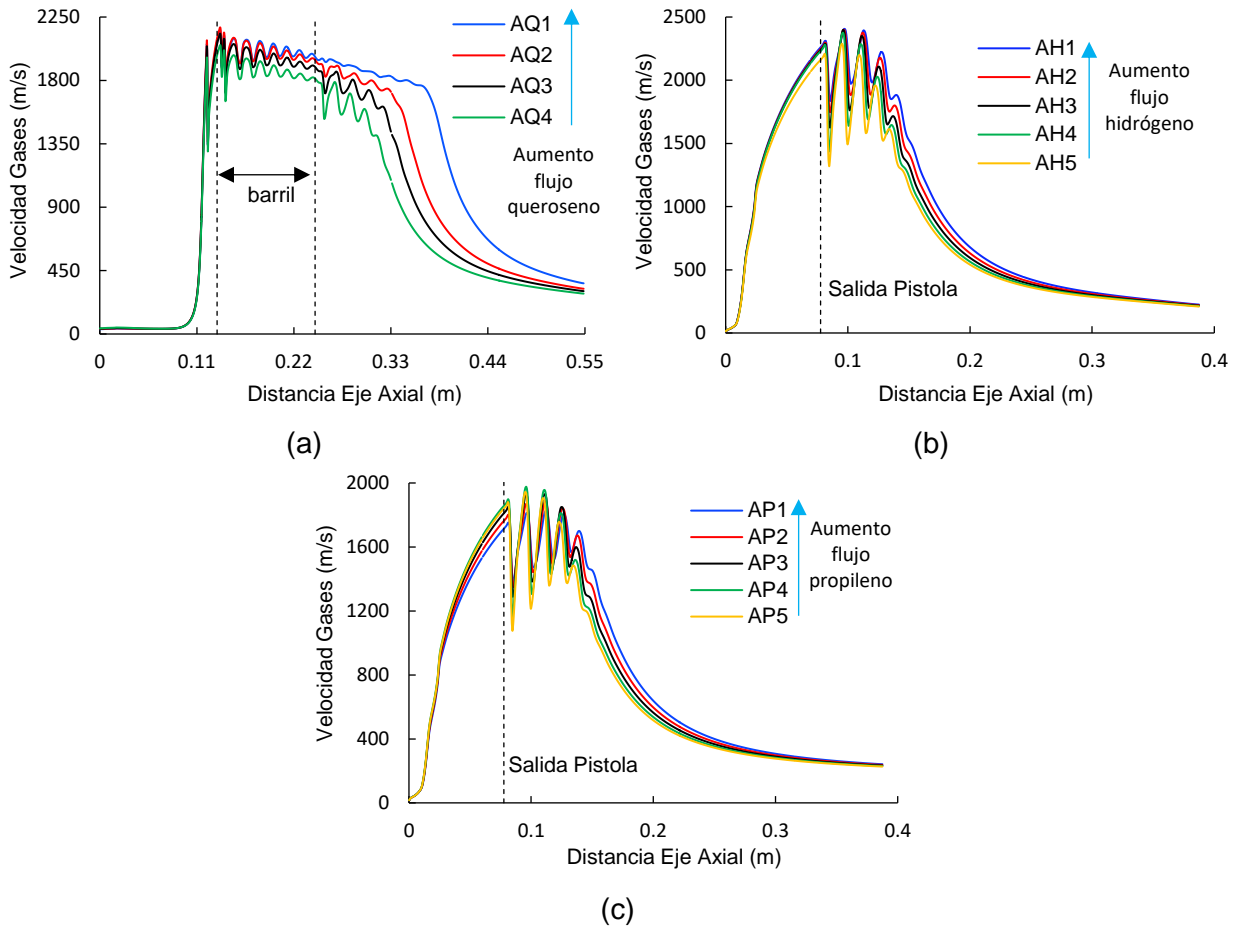 2250
1800
1350
900
450
0
Velocidad Gases (m/s)
AQ1
AQ2
AQ3
AQ4
Aumento
flujo
queroseno
barril
0
0.11
0.22
0.33
0.44
0.55
Distancia Eje Axial (m)
(a)
2500
2000
1500
1000
500
0
Velocidad Gases (m/s)
AH1
AH2
AH3
AH4
AH5
Aumento
flujo
hidrógeno
Salida Pistola
0
0.1
0.2
0.3
0.4
Distancia Eje Axial (m)
(b)
2000
1600
1200
800
400
0
Velocidad Gases (m/s)
AP1
AP2
AP3
AP4
AP5
Aumento
flujo
propileno
Salida Pistola
0
0.1
0.2
0.3
0.4
Distancia Eje Axial (m)
(c)